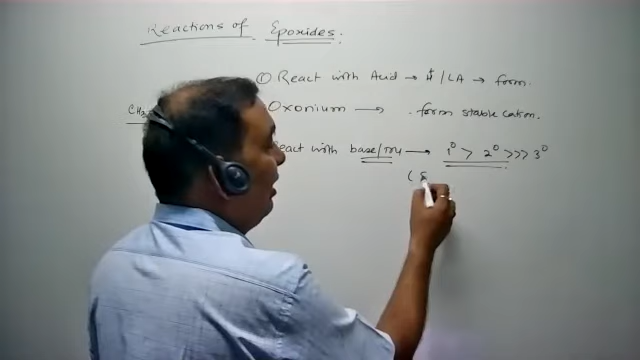 Reactions of Epoxides:
① React with Acid → H⁺/LA → form.
Oxonium → . form stable cation.
React with base/ → 1° > 2° >>> 3°
CH₃
(